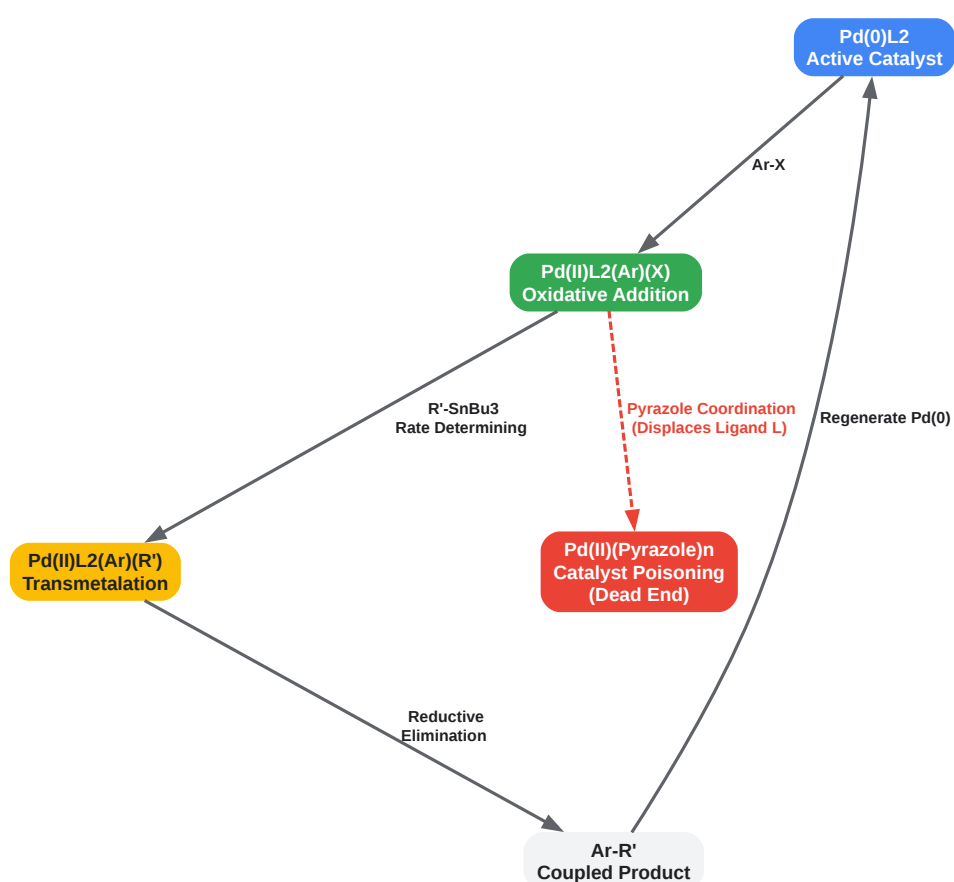 Pd(0)L2
Active Catalyst
Ar-X
Pd(II)L2(Ar)(X)
Oxidative Addition
R'-SnBu3
Rate Determining
Pyrazole Coordination
(Displaces Ligand L)
Regenerate Pd(0)
Pd(II)L2(Ar)(R')
Transmetalation
Pd(II)(Pyrazole)n
Catalyst Poisoning
(Dead End)
Reductive
Elimination
Ar-R'
Coupled Product